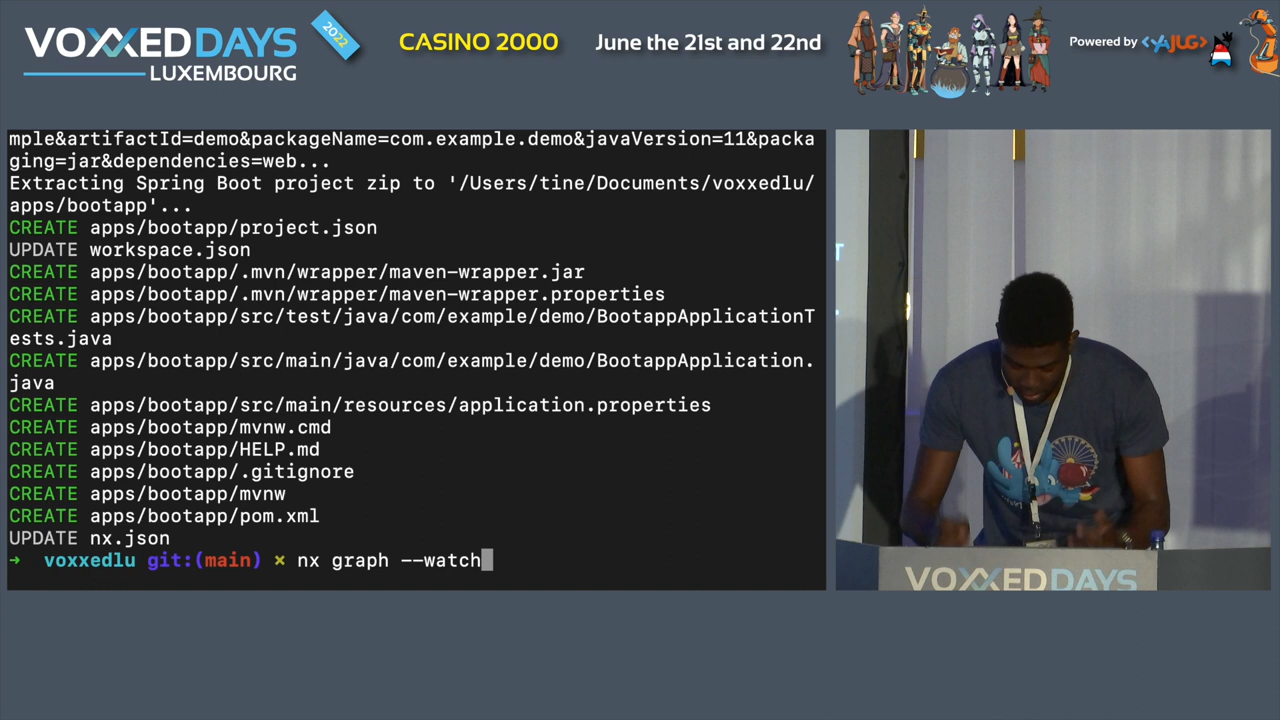 VOXXEDDAYS
LUXEMBOURG
2022
CASINO 2000
June the 21st and 22nd
Powered by <YAJUG>
mple&artifactId=demo&packageName=com.example.demo&javaVersion=11&packa
ging=jar&dependencies=web...
Extracting Spring Boot project zip to '/Users/tine/Documents/voxxedlu/
apps/bootapp'...
CREATE apps/bootapp/project.json
UPDATE workspace.json
CREATE apps/bootapp/.mvn/wrapper/maven-wrapper.jar
CREATE apps/bootapp/.mvn/wrapper/maven-wrapper.properties
CREATE apps/bootapp/src/test/java/com/example/demo/BootappApplicationT
ests.java
CREATE apps/bootapp/src/main/java/com/example/demo/BootappApplication.
java
CREATE apps/bootapp/src/main/resources/application.properties
CREATE apps/bootapp/mvnw.cmd
CREATE apps/bootapp/HELP.md
CREATE apps/bootapp/.gitignore
CREATE apps/bootapp/mvnw
CREATE apps/bootapp/pom.xml
UPDATE nx.json
→ voxxedlu git:(main) × nx graph --watch
T
VOXXEDDAYS